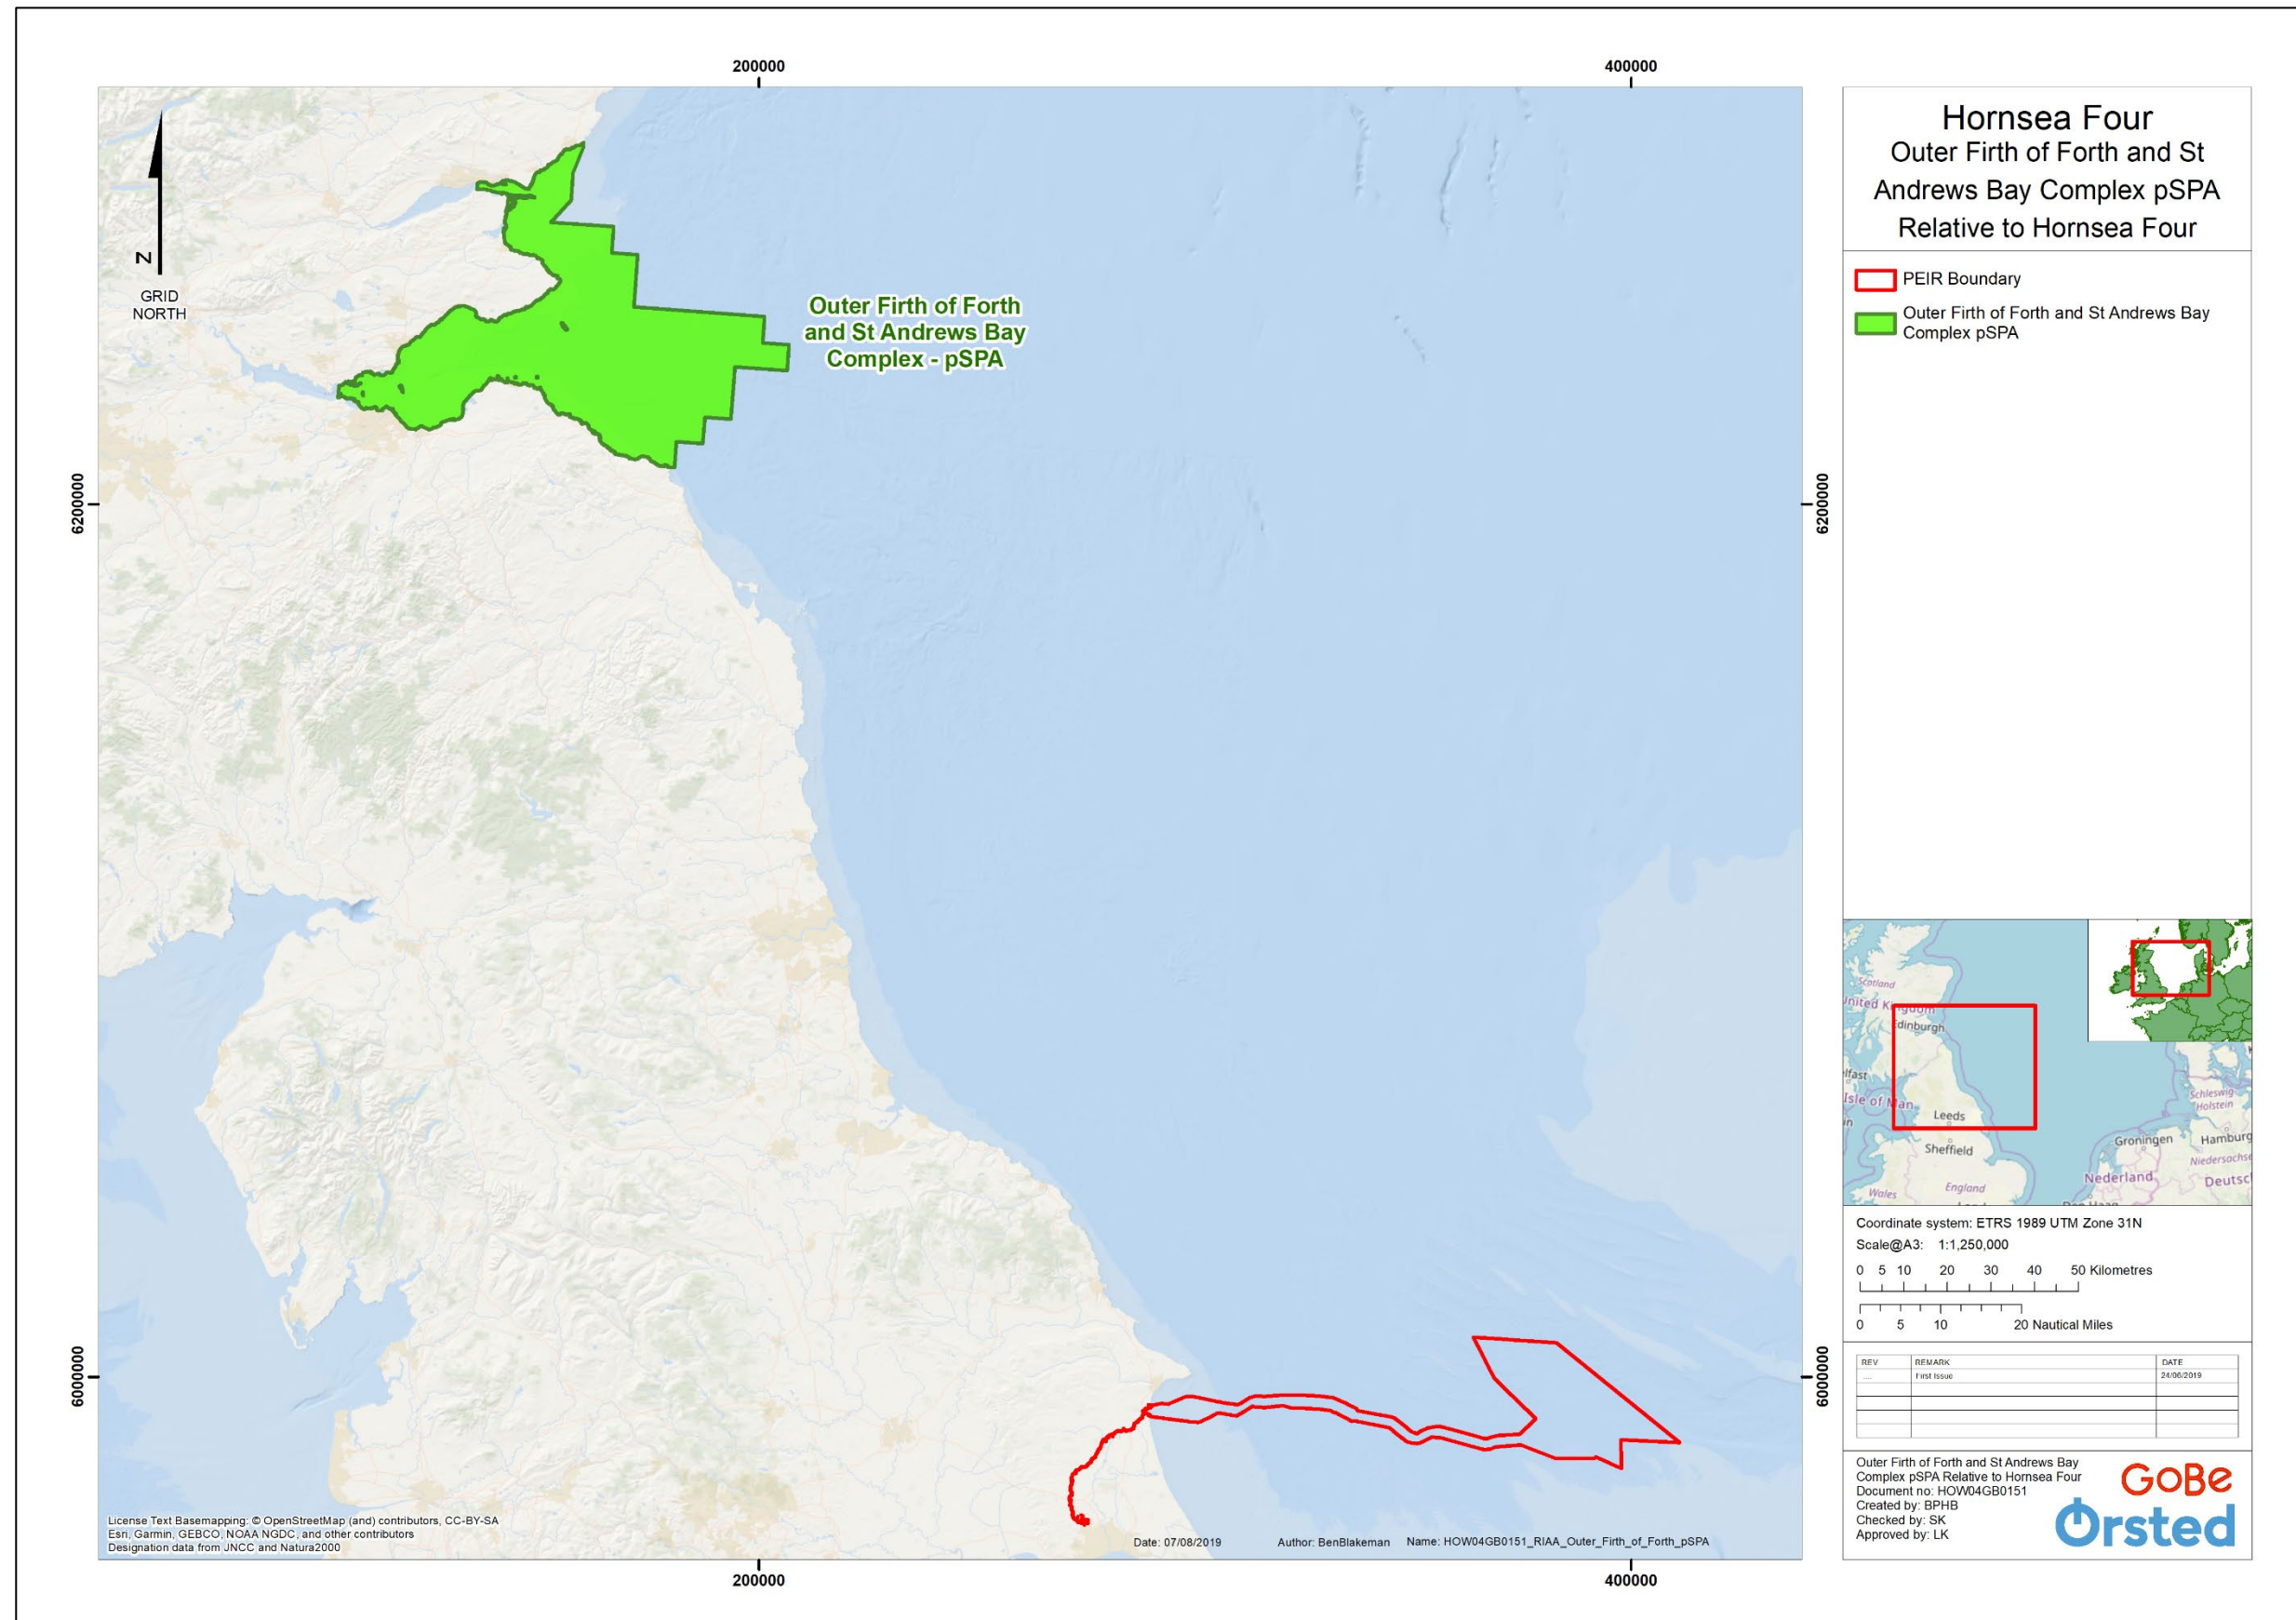 200000
400000
Hornsea Four
Outer Firth of Forth and St
Andrews Bay Complex pSPA
Relative to Hornsea Four
N
GRID
NORTH
PEIR Boundary
Outer Firth of Forth and St Andrews Bay
Complex pSPA
Outer Firth of Forth
and St Andrews Bay
Complex - pSPA
6200000
6200000
Scotland
United Kingdom
Edinburgh
Isle of Man
Leeds
Sheffield
Wales
England
Schleswig
Holstein
Groningen
Hamburg
Nederland
Coordinate system: ETRS 1989 UTM Zone 31N
Scale@A3: 1:1,250,000
0 5 10 20 30 40 50 Kilometres
0 5 10 20 Nautical Miles
6000000
6000000
REV REMARK DATE
.... First Issue 24/06/2019
Outer Firth of Forth and St Andrews Bay
Complex pSPA Relative to Hornsea Four
Document no: HOW04GB0151
Created by: BPHB
Checked by: SK
Approved by: LK
GoBe
Orsted
License Text Basemapping: © OpenStreetMap (and) contributors, CC-BY-SA
Esri, Garmin, GEBCO, NOAA NGDC, and other contributors
Designation data from JNCC and Natura2000
Date: 07/08/2019 Author: BenBlakeman Name: HOW04GB0151_RIAA_Outer_Firth_of_Forth_pSPA
200000
400000